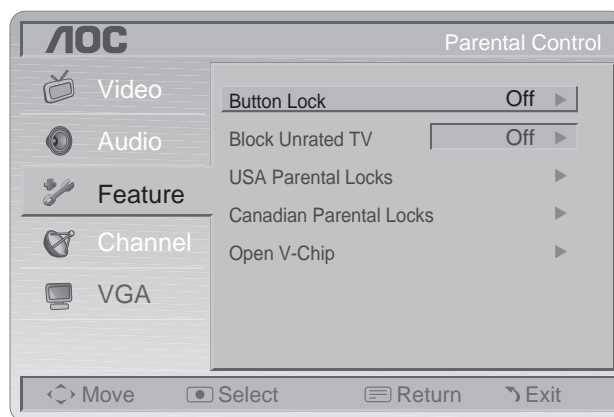 AOC
Parental Control
Video
Audio
Feature
Channel
VGA
Button Lock Off
Block Unrated TV Off
USA Parental Locks
Canadian Parental Locks
Open V-Chip
Move Select Return Exit